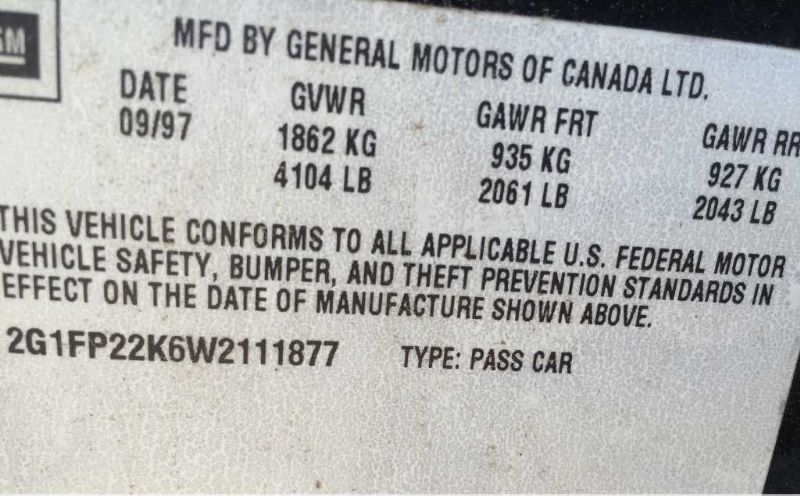 GM
MFD BY GENERAL MOTORS OF CANADA LTD.
DATE GVWR GAWR FRT GAWR RR
09/97 1862 KG 935 KG 927 KG
4104 LB 2061 LB 2043 LB
THIS VEHICLE CONFORMS TO ALL APPLICABLE U.S. FEDERAL MOTOR
VEHICLE SAFETY, BUMPER, AND THEFT PREVENTION STANDARDS IN
EFFECT ON THE DATE OF MANUFACTURE SHOWN ABOVE.
2G1FP22K6W2111877 TYPE: PASS CAR